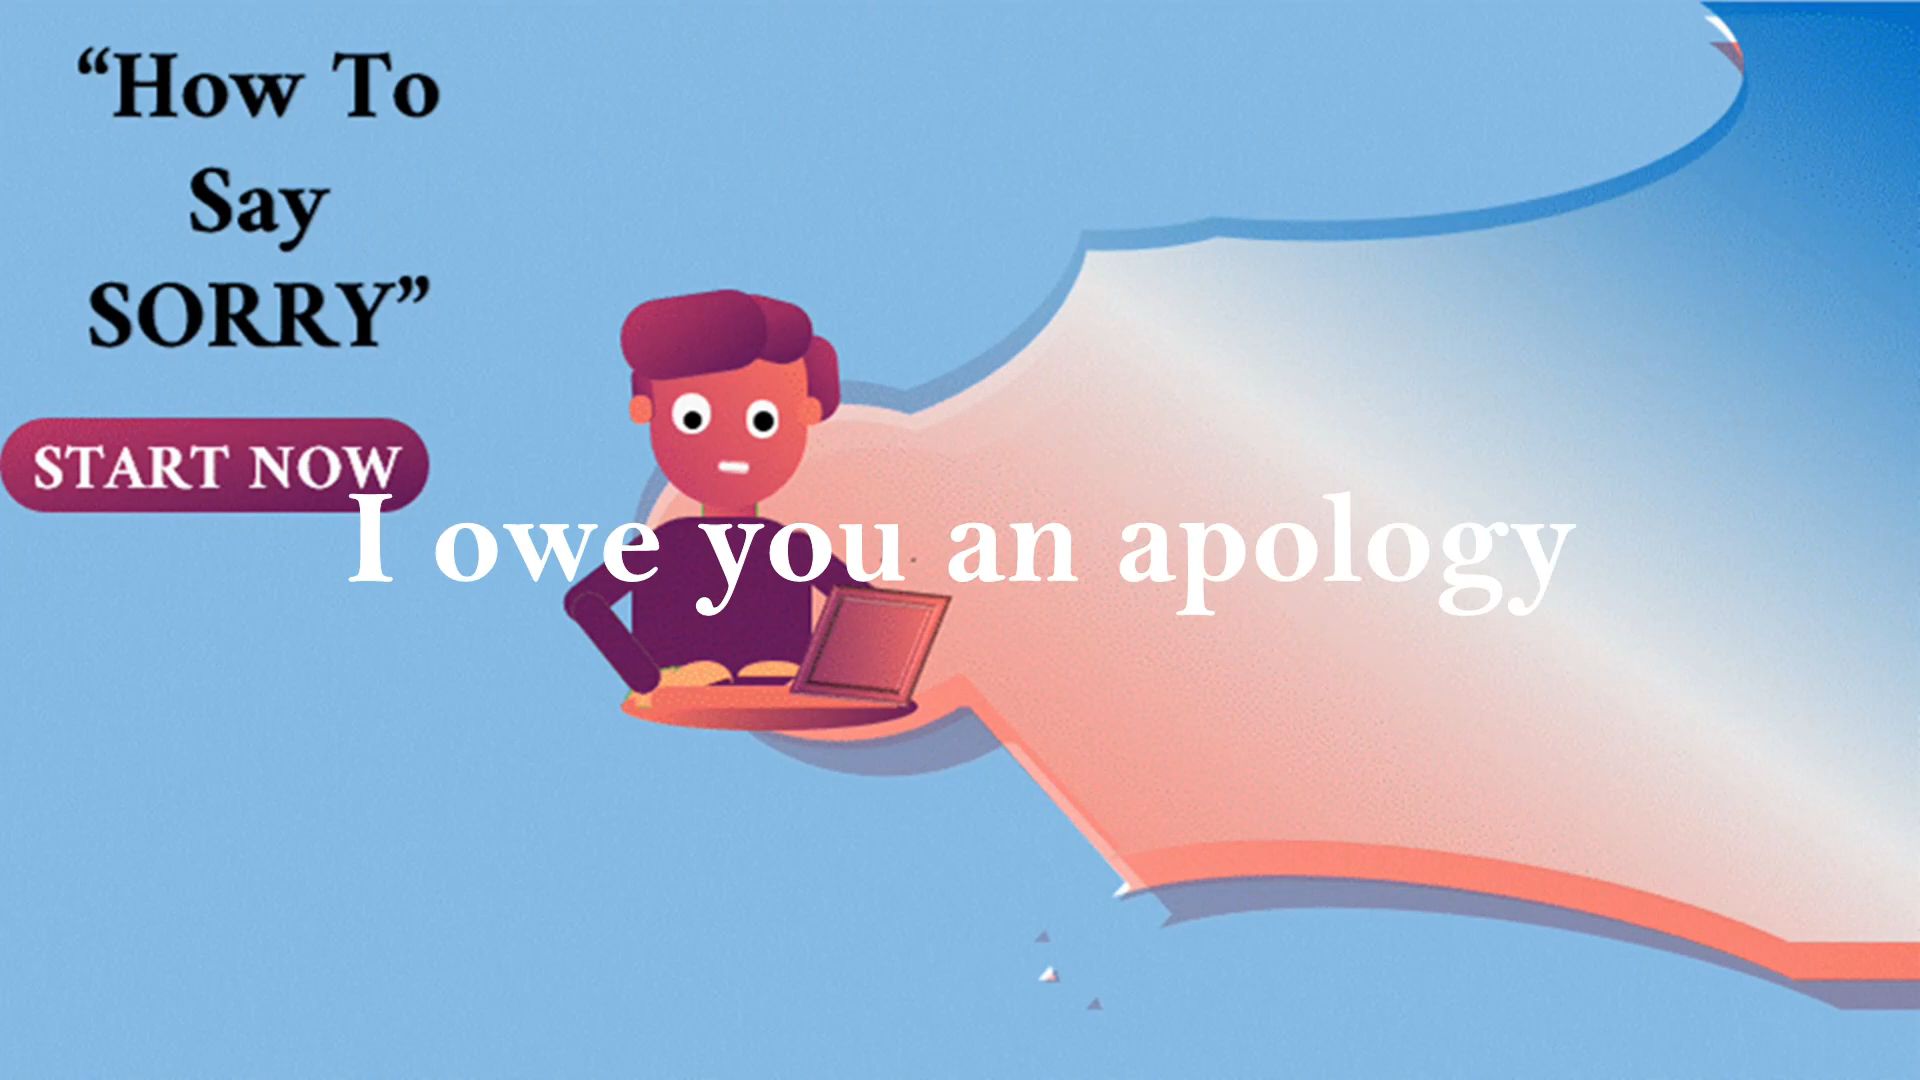 “How To
Say
SORRY”
START NOW
I owe you an apology